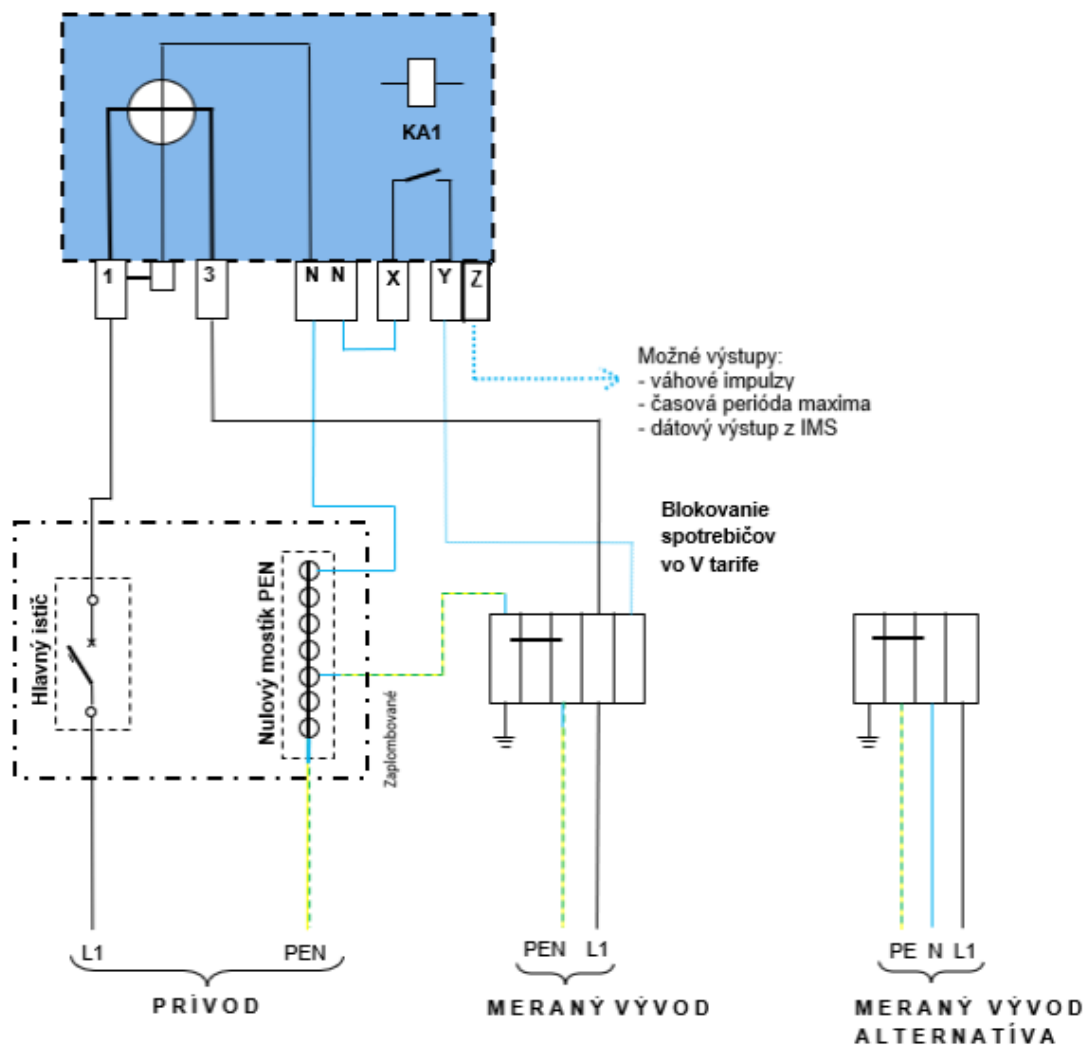 KA1
1
3
N N
X
Y
Z
Možné výstupy:
- váhové impulzy
- časová perióda maxima
- dátový výstup z IMS
Blokovanie
spotrebičov
vo V tarife
Hlavný istič
Nulový mostík PEN
Zaplombované
L1
PEN
PEN L1
PE N L1
PRÍVOD
MERANÝ VÝVOD
MERANÝ VÝVOD
ALTERNATÍVA